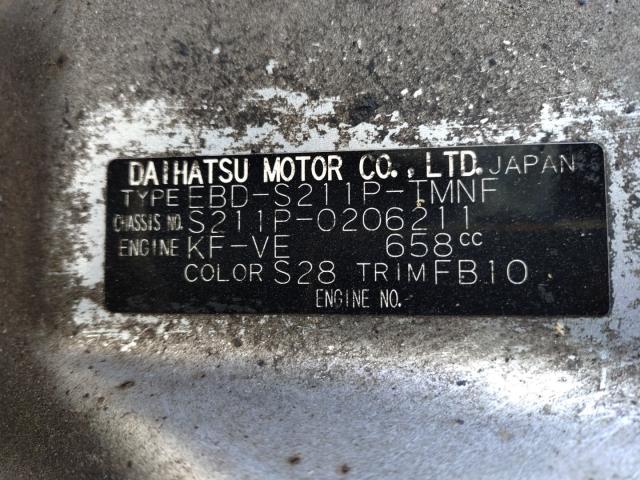 DAIHATSU MOTOR CO., LTD. JAPAN
TYPE EBD-S211P-TMNF
CHASSIS NO. S211P-0206211
ENGINE KF-VE 658cc
COLOR S28 TRIM FB10
ENGINE NO.